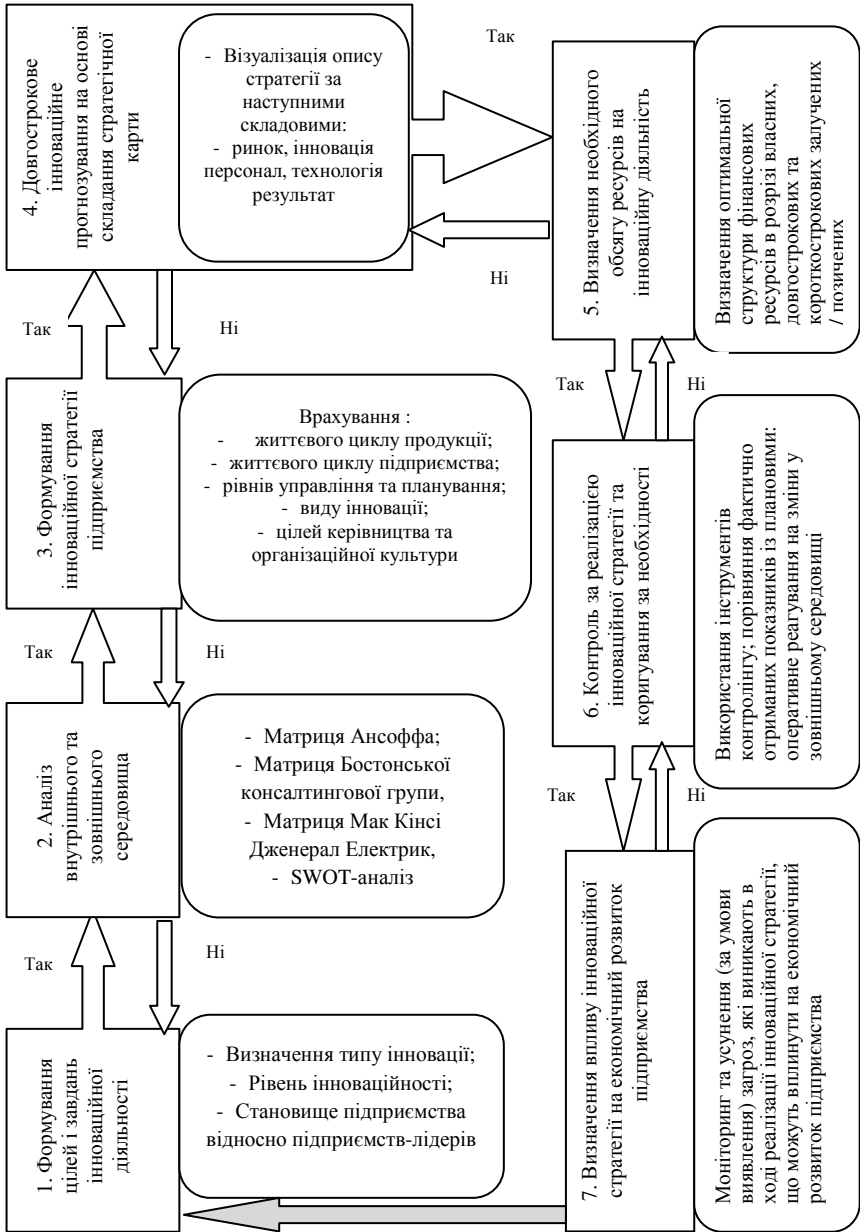 1. Формування
цілей і завдань
інноваційної
діяльності
- Визначення типу інновації;
- Рівень інноваційності;
- Становище підприємства
відносно підприємств-лідерів
Так
Ні
2. Аналіз
внутрішнього та
зовнішнього
середовища
- Матриця Ансоффа;
- Матриця Бостонської
консалтингової групи,
- Матриця Мак Кінсі
Дженерал Електрик,
- SWOT-аналіз
Так
Ні
3. Формування
інноваційної стратегії
підприємства
Врахування :
- життєвого циклу продукції;
- життєвого циклу підприємства;
- рівнів управління та планування;
- виду інновації;
- цілей керівництва та
організаційної культури
Так
Ні
4. Довгострокове
інноваційне
прогнозування на основі
складання стратегічної
карти
- Візуалізація опису
стратегії за
наступними
складовими:
- ринок, інновація
персонал, технологія
результат
Так
Ні
5. Визначення необхідного
обсягу ресурсів на
інноваційну діяльність
Визначення оптимальної
структури фінансових
ресурсів в розрізі власних,
довгострокових та
короткострокових залучених
/ позичених
Так
Ні
6. Контроль за реалізацією
інноваційної стратегії та
коригування за необхідності
Використання інструментів
контролінгу; порівняння фактично
отриманих показників із плановими:
оперативне реагування на зміни у
зовнішньому середовищі
Так
Ні
7. Визначення впливу інноваційної
стратегії на економічний розвиток
підприємства
Моніторинг та усунення (за умови
виявлення) загроз, які виникають в
ході реалізації інноваційної стратегії,
що можуть вплинути на економічний
розвиток підприємства